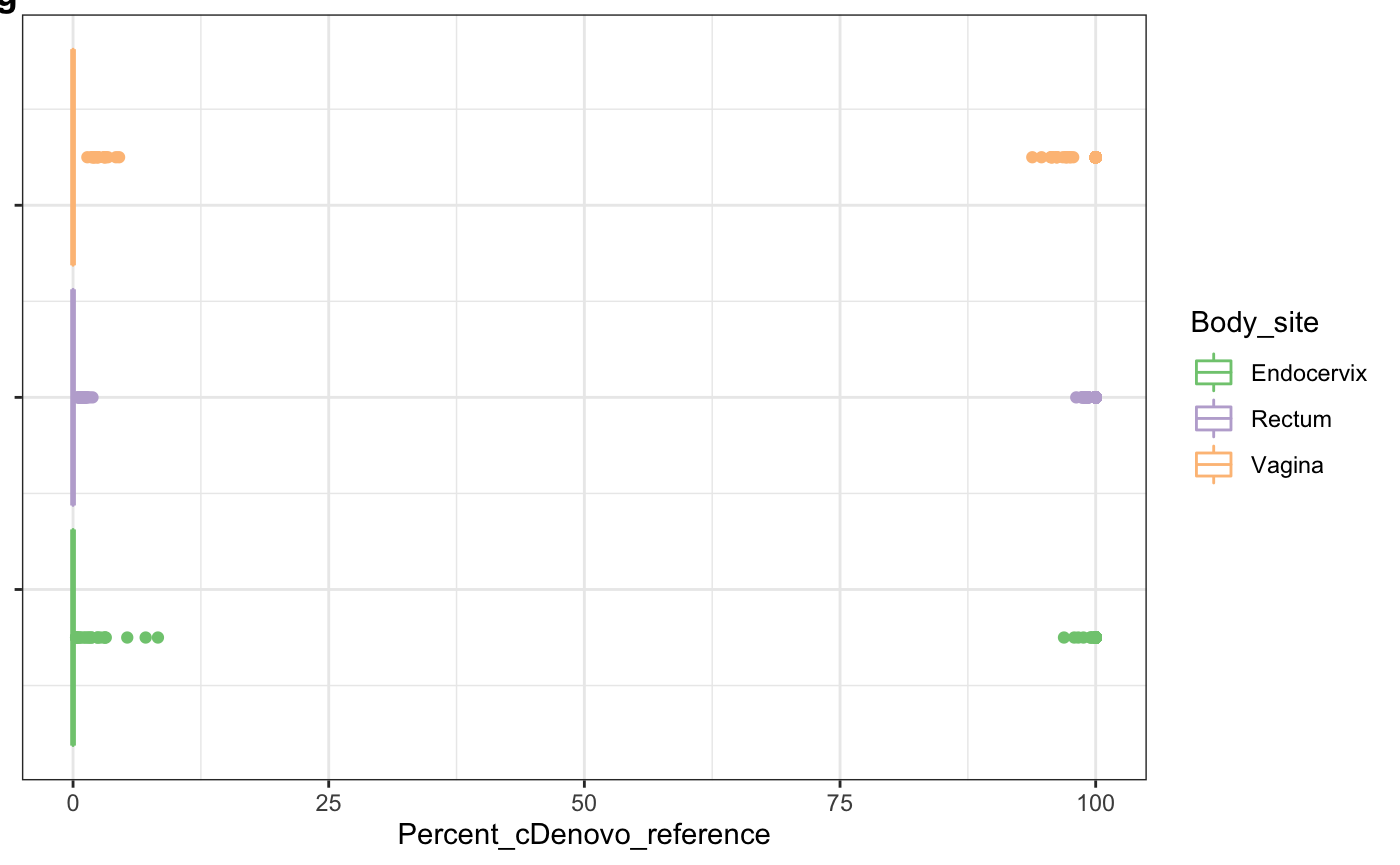 g
Body_site
Endocervix
Rectum
Vagina
0 25 50 75 100
Percent_cDenovo_reference